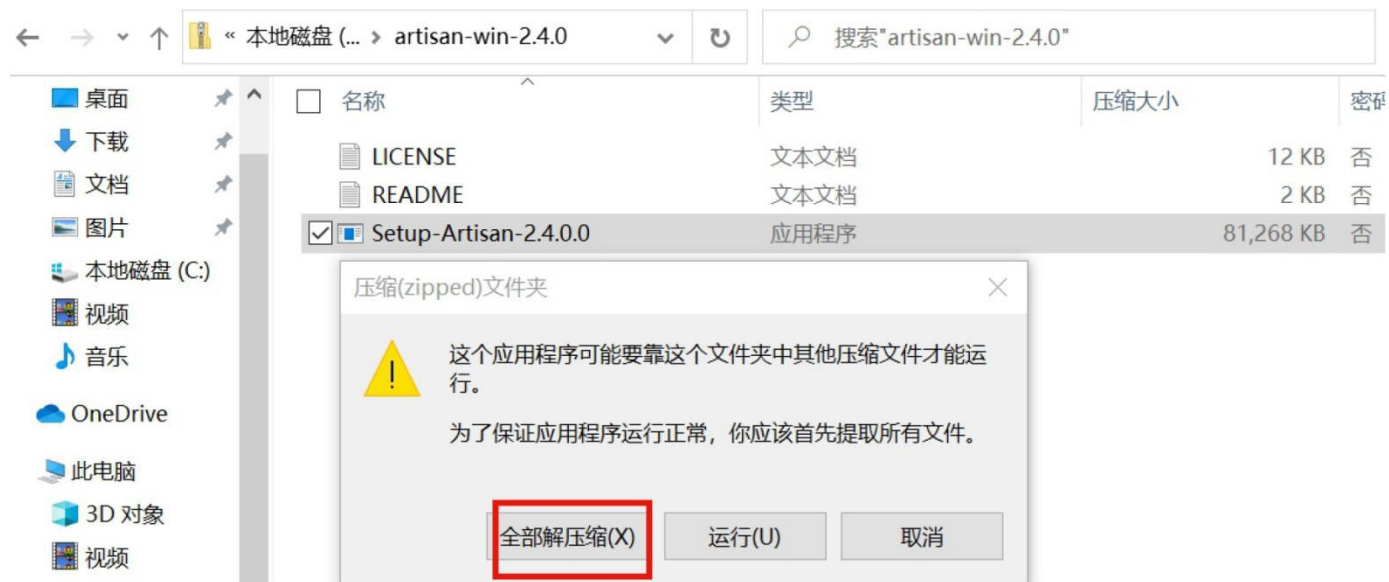 « 本地磁盘 (... › artisan-win-2.4.0
搜索"artisan-win-2.4.0"
桌面
下载
文档
图片
本地磁盘 (C:)
视频
音乐
OneDrive
此电脑
3D 对象
视频
名称 类型 压缩大小 密码
LICENSE 文本文档 12 KB 否
README 文本文档 2 KB 否
Setup-Artisan-2.4.0.0 应用程序 81,268 KB 否
压缩(zipped)文件夹
这个应用程序可能要靠这个文件夹中其他压缩文件才能运
行。
为了保证应用程序运行正常，你应该首先提取所有文件。
全部解压缩(X) 运行(U) 取消